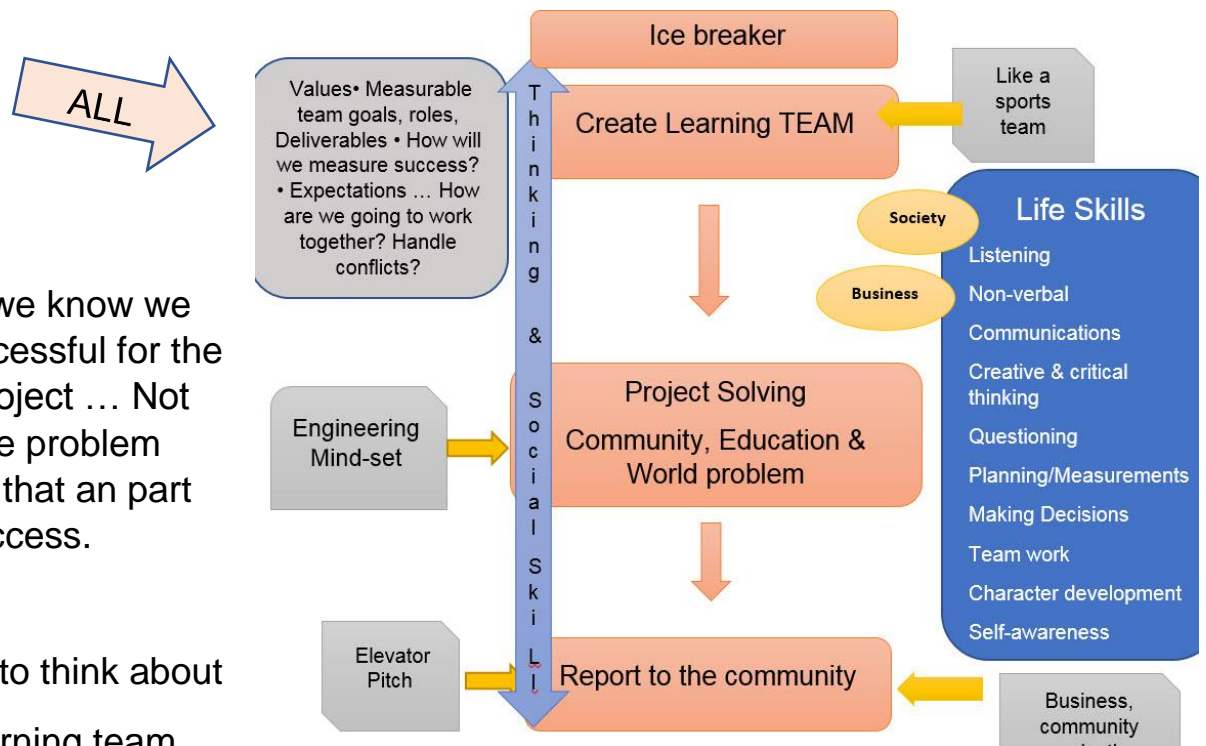 Ice breaker
ALL
Values• Measurable
team goals, roles,
Deliverables • How will
we measure success?
• Expectations … How
are we going to work
together? Handle
conflicts?
Create Learning TEAM
Like a
sports
team
Thinking & Social SkiLl
Society
Business
Life Skills
Listening
Non-verbal
Communications
Creative & critical
thinking
Questioning
Planning/Measurements
Making Decisions
Team work
Character development
Self-awareness
we know we
cessful for the
oject … Not
e problem
that an part
ccess.
Engineering
Mind-set
Project Solving
Community, Education &
World problem
to think about
rning team
Elevator
Pitch
Report to the community
Business,
community